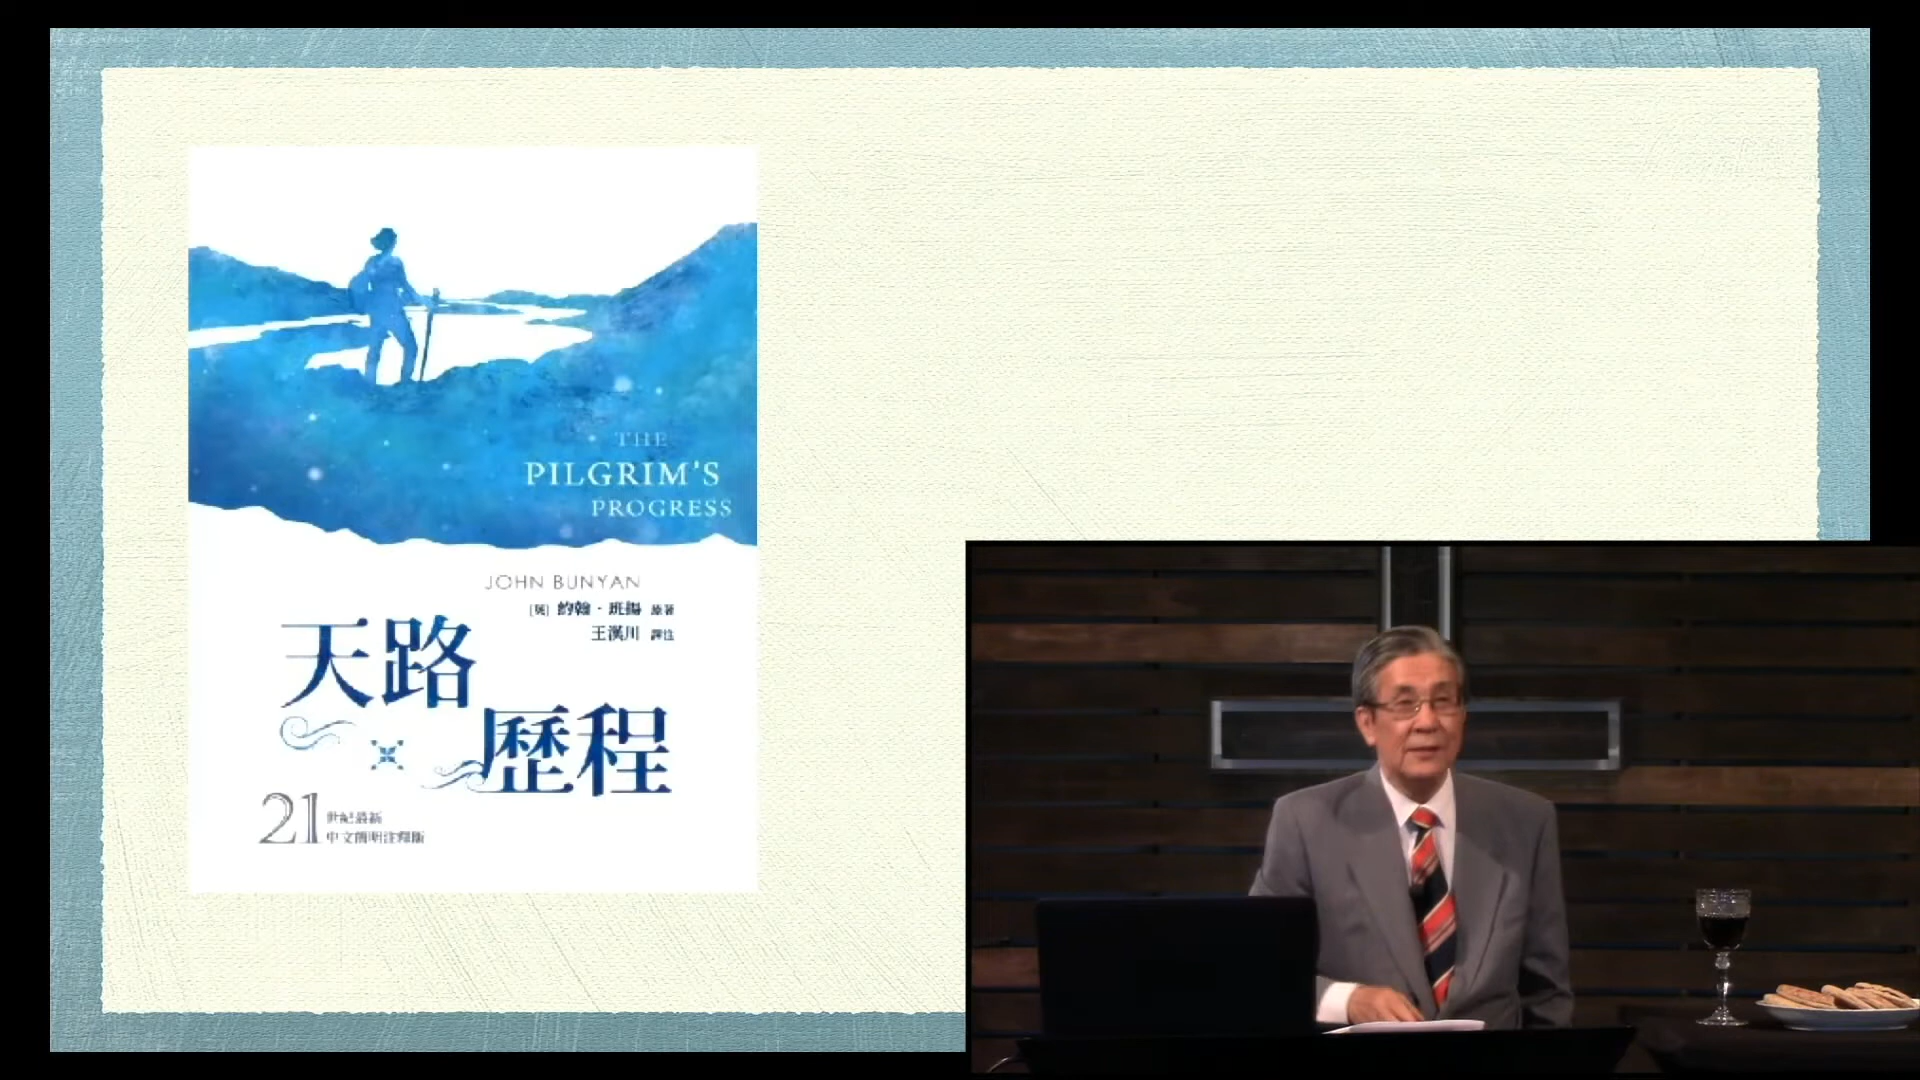 THE
PILGRIM'S
PROGRESS
JOHN BUNYAN
[英] 約翰·班揚 原著
王漢川 譯注
天路
歷程
21 世紀最新
中文簡明注釋版